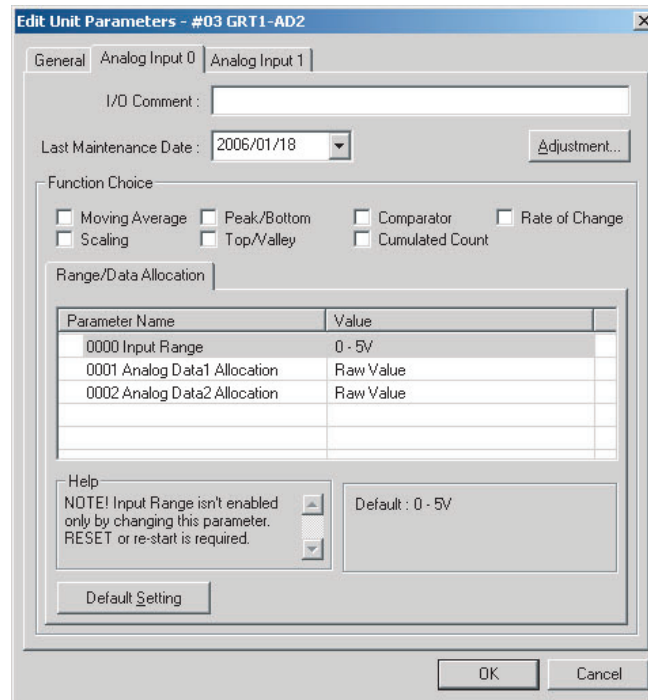 Edit Unit Parameters - #03 GRT1-AD2
General Analog Input 0 Analog Input 1
I/O Comment :
Last Maintenance Date : 2006/01/18 Adjustment...
Function Choice
Moving Average Peak/Bottom Comparator Rate of Change
Scaling Top/Valley Cumulated Count
Range/Data Allocation
Parameter Name Value
0000 Input Range 0 - 5V
0001 Analog Data1 Allocation Raw Value
0002 Analog Data2 Allocation Raw Value
Help
NOTE! Input Range isn't enabled
only by changing this parameter.
RESET or re-start is required.
Default : 0 - 5V
Default Setting
OK Cancel